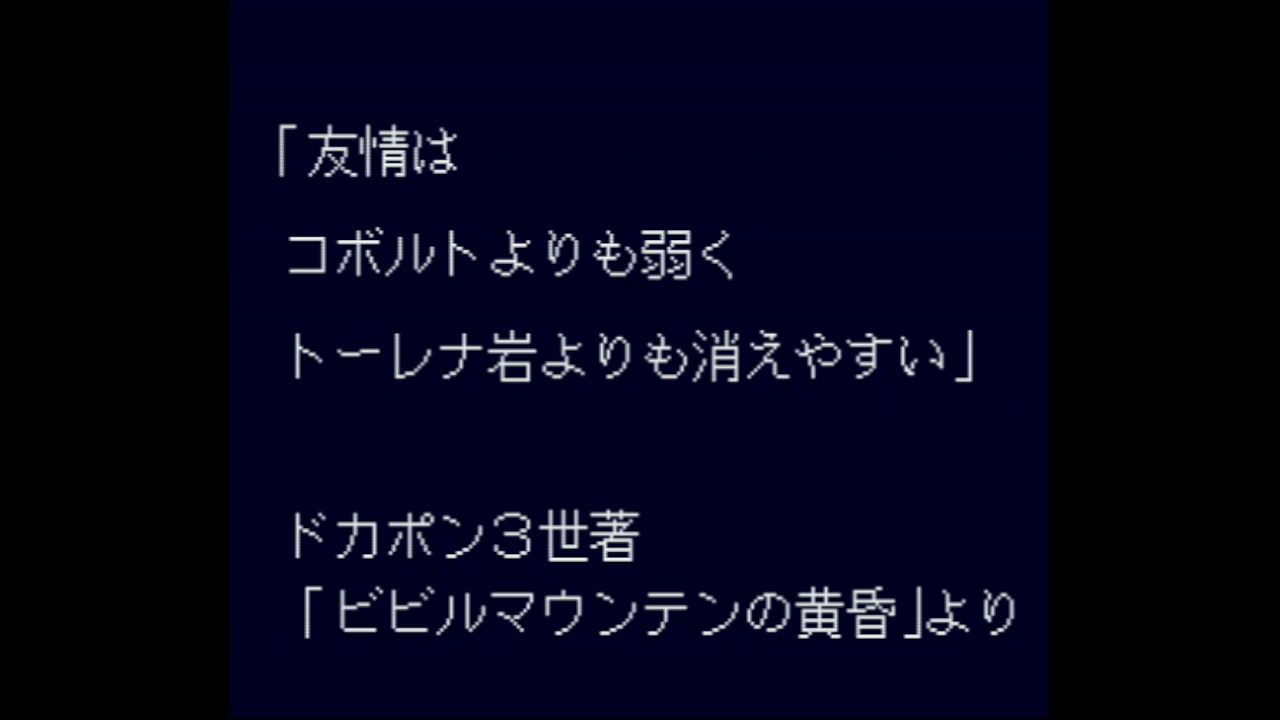 「友情は
コボルトよりも弱く
トーレナ岩よりも消えやすい」
ドカポン3世著
「ビビルマウンテンの黄昏」より